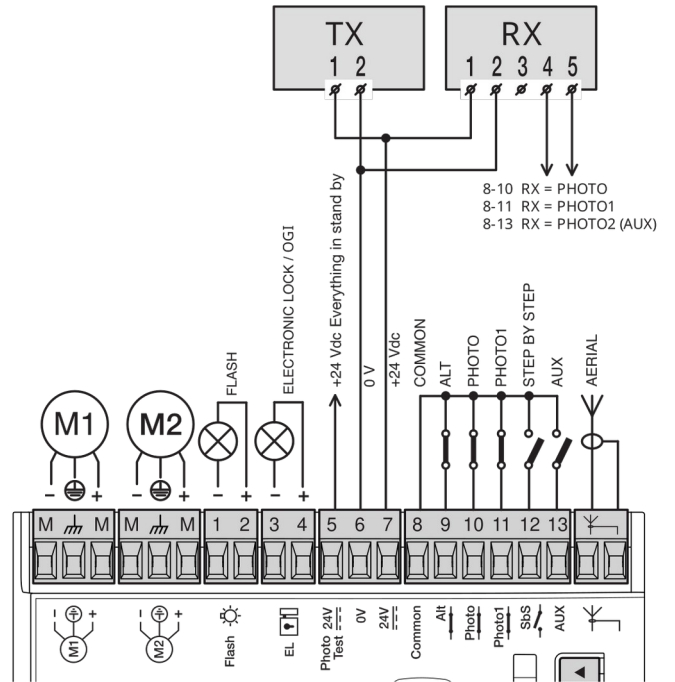 TX
RX
1 2
1 2 3 4 5
8-10 RX = PHOTO
8-11 RX = PHOTO1
8-13 RX = PHOTO2 (AUX)
FLASH
ELECTRONIC LOCK / OGI
+24 Vdc Everything in stand by
0 V
+24 Vdc
COMMON
ALT
PHOTO
PHOTO1
STEP BY STEP
AUX
AERIAL
M1
M2
- +
- +
- +
- +
M M
M M
1 2
3 4
5 6 7
8 9 10 11 12 13
- +
M1
- +
M2
Flash
EL
Photo 24V
Test
0V
24V
Common
Alt
Photo
Photo1
SbS
AUX